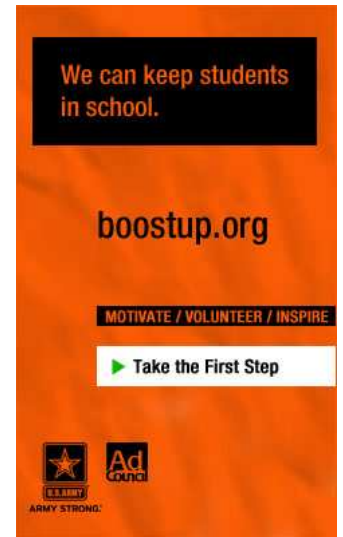 We can keep students
in school.
boostup.org
MOTIVATE / VOLUNTEER / INSPIRE
Take the First Step
U.S.ARMY
ARMY STRONG.
Ad
Council